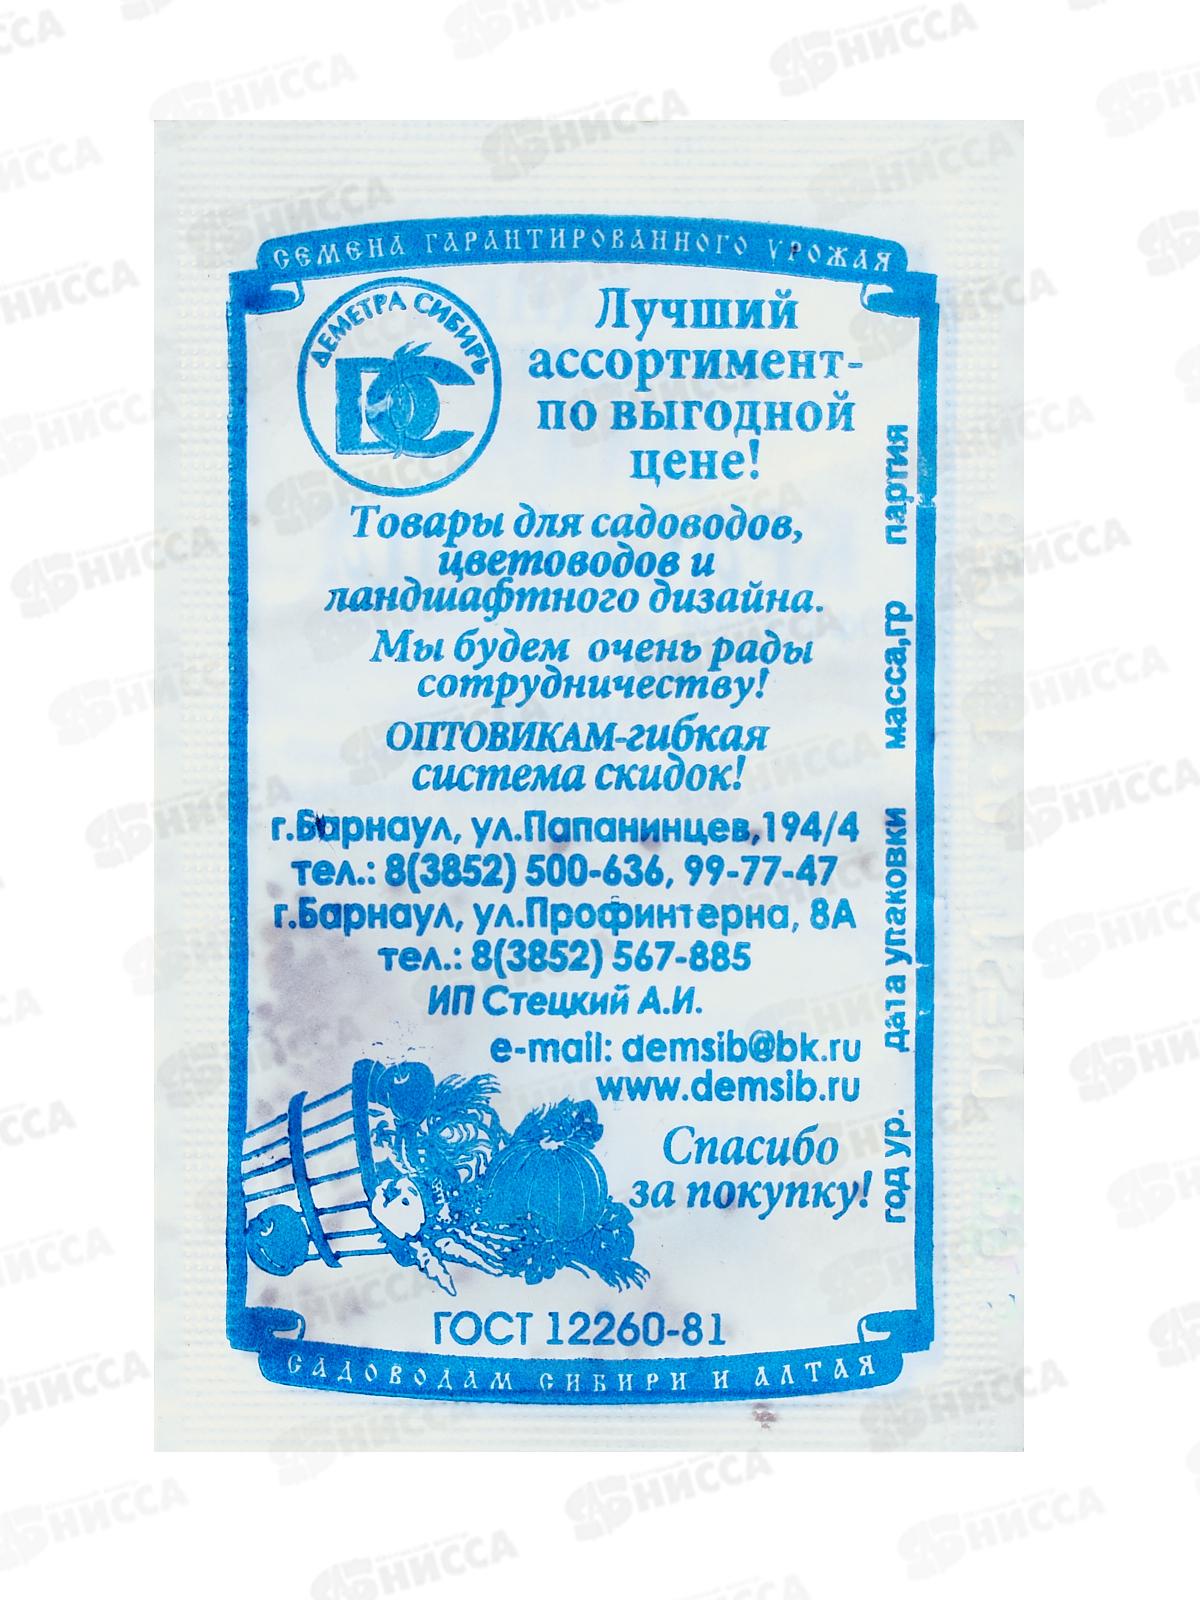 СЕМЕНА ГАРАНТИРОВАННОГО УРОЖАЯ
ДЕМЕТРА СИБИРЬ
ДС
Лучший
ассортимент-
по выгодной
цене!
Товары для садоводов,
цветоводов и
ландшафтного дизайна.
Мы будем очень рады
сотрудничеству!
ОПТОВИКАМ-гибкая
система скидок!
г.Барнаул, ул.Папанинцев,194/4
тел.: 8(3852) 500-636, 99-77-47
г.Барнаул, ул.Профинтерна, 8А
тел.: 8(3852) 567-885
ИП Стецкий А.И.
e-mail: demsib@bk.ru
www.demsib.ru
Спасибо
за покупку!
год ур. дата упаковки масса,гр партия
ГОСТ 12260-81
САДОВОДАМ СИБИРИ И АЛТАЯ